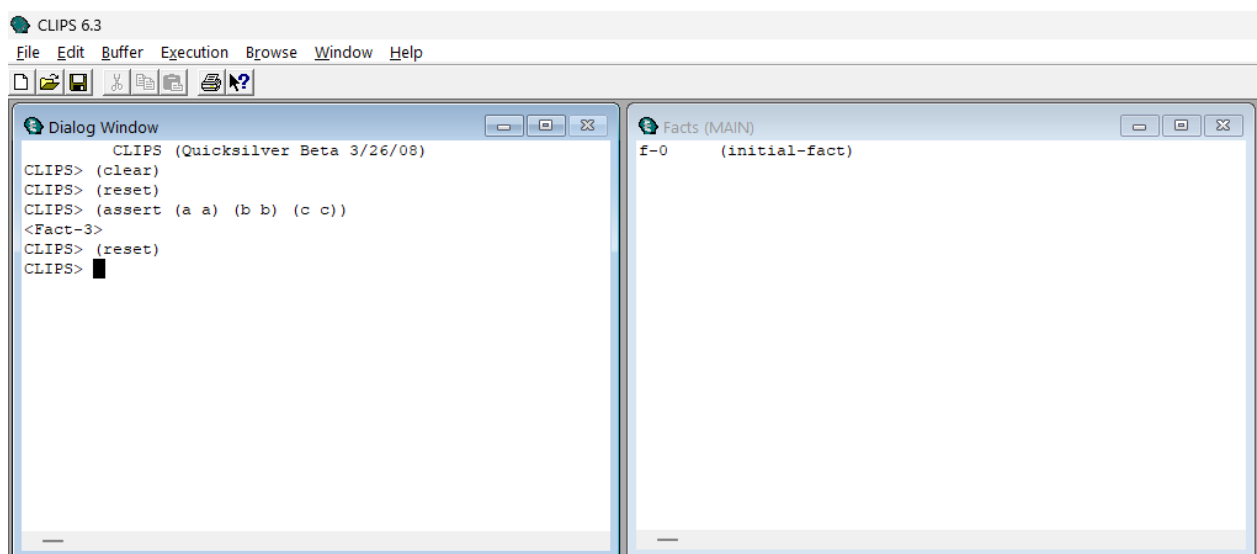 CLIPS 6.3
File Edit Buffer Execution Browse Window Help
Dialog Window
CLIPS (Quicksilver Beta 3/26/08)
CLIPS> (clear)
CLIPS> (reset)
CLIPS> (assert (a a) (b b) (c c))
<Fact-3>
CLIPS> (reset)
CLIPS>
Facts (MAIN)
f-0 (initial-fact)